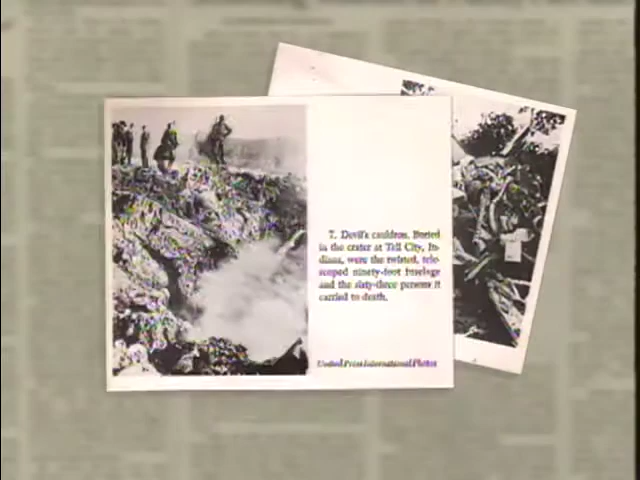 7. Devil's cauldron. Buried
in the crater at Tell City, In-
diana, were the twisted, tele-
scoped ninety-foot fuselage
and the sixty-three persons it
carried to death.
United Press International Photos